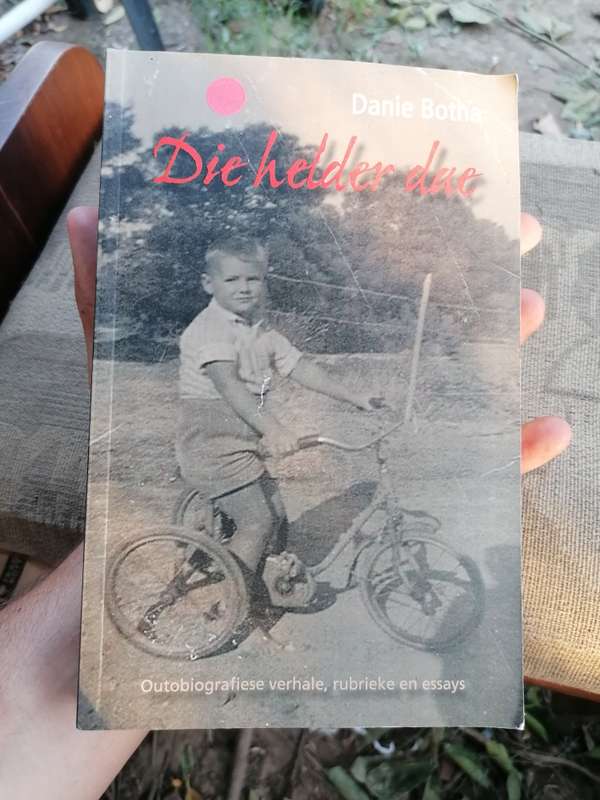 Danie Botha
Die helder dae
Outobiografiese verhale, rubrieke en essays